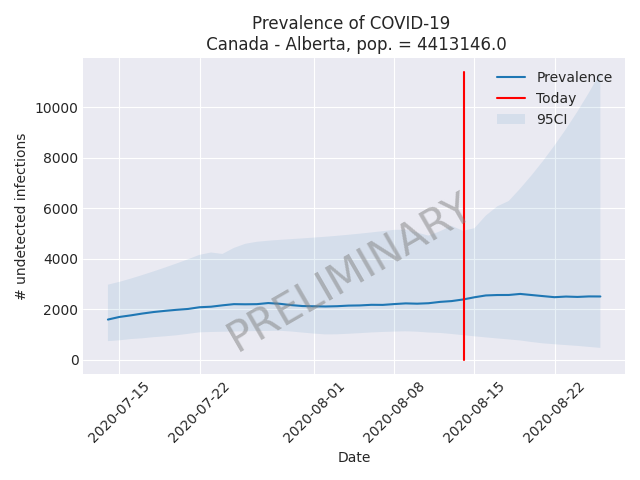 Prevalence of COVID-19
Canada - Alberta, pop. = 4413146.0
Prevalence
Today
95CI
# undetected infections
10000
8000
6000
4000
2000
0
PRELIMINARY
2020-07-15
2020-07-22
2020-08-01
2020-08-08
2020-08-15
2020-08-22
Date